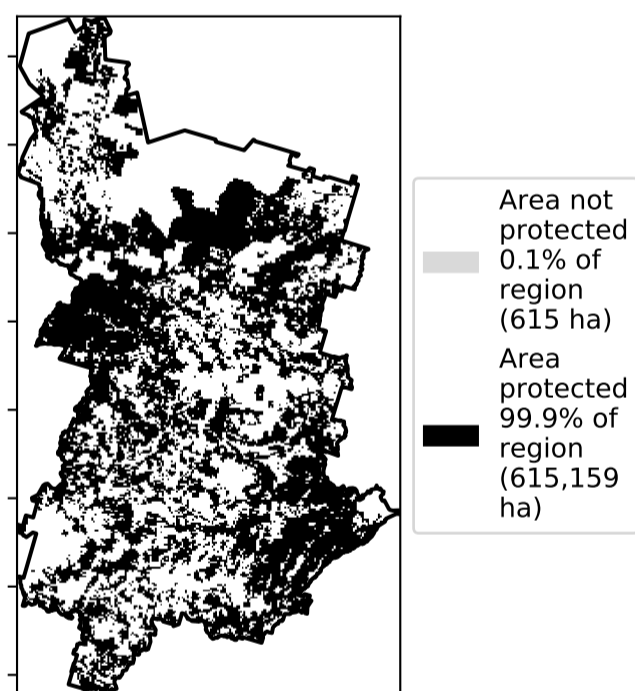 Area not
protected
0.1% of
region
(615 ha)
Area
protected
99.9% of
region
(615,159
ha)